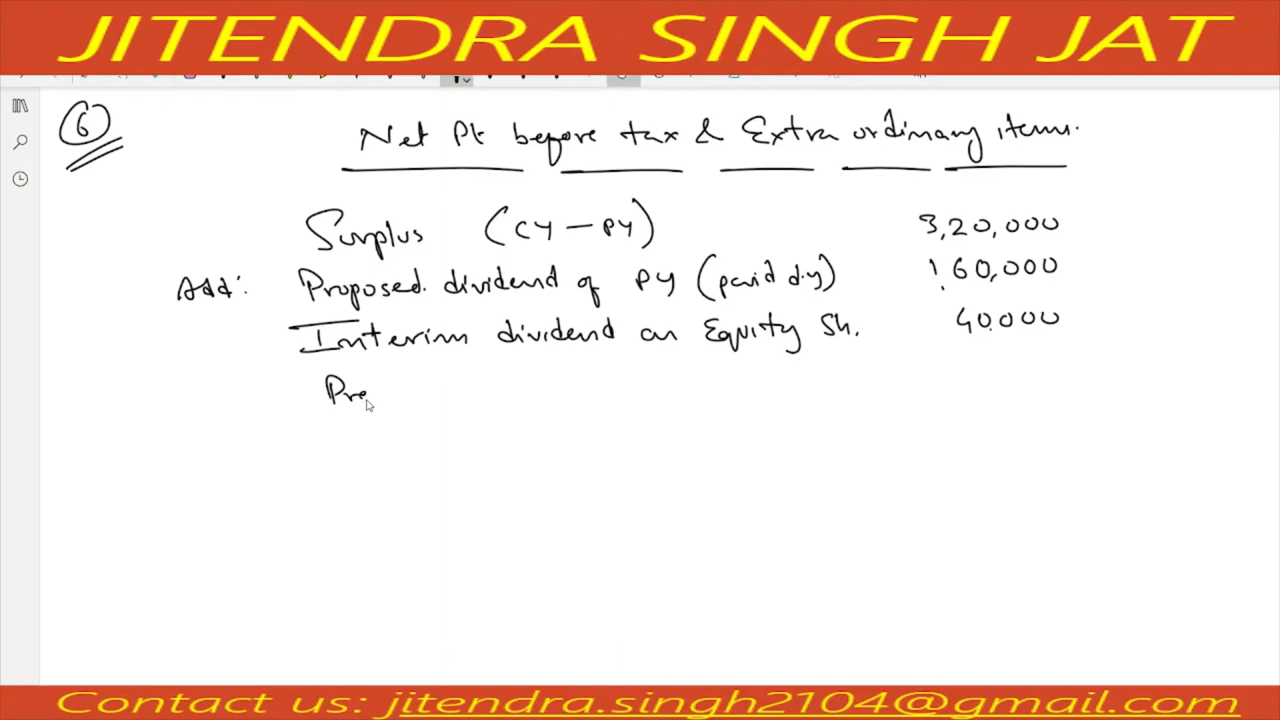 JITENDRA SINGH JAT
6
Net Pt before tax & Extra ordinary items.
Surplus (CY - PY) 3,20,000
Add: Proposed dividend of PY (paid d.y) 1,60,000
Interim dividend on Equity Sh. 40,000
Pre
Contact us: jitendra.singh2104@gmail.com